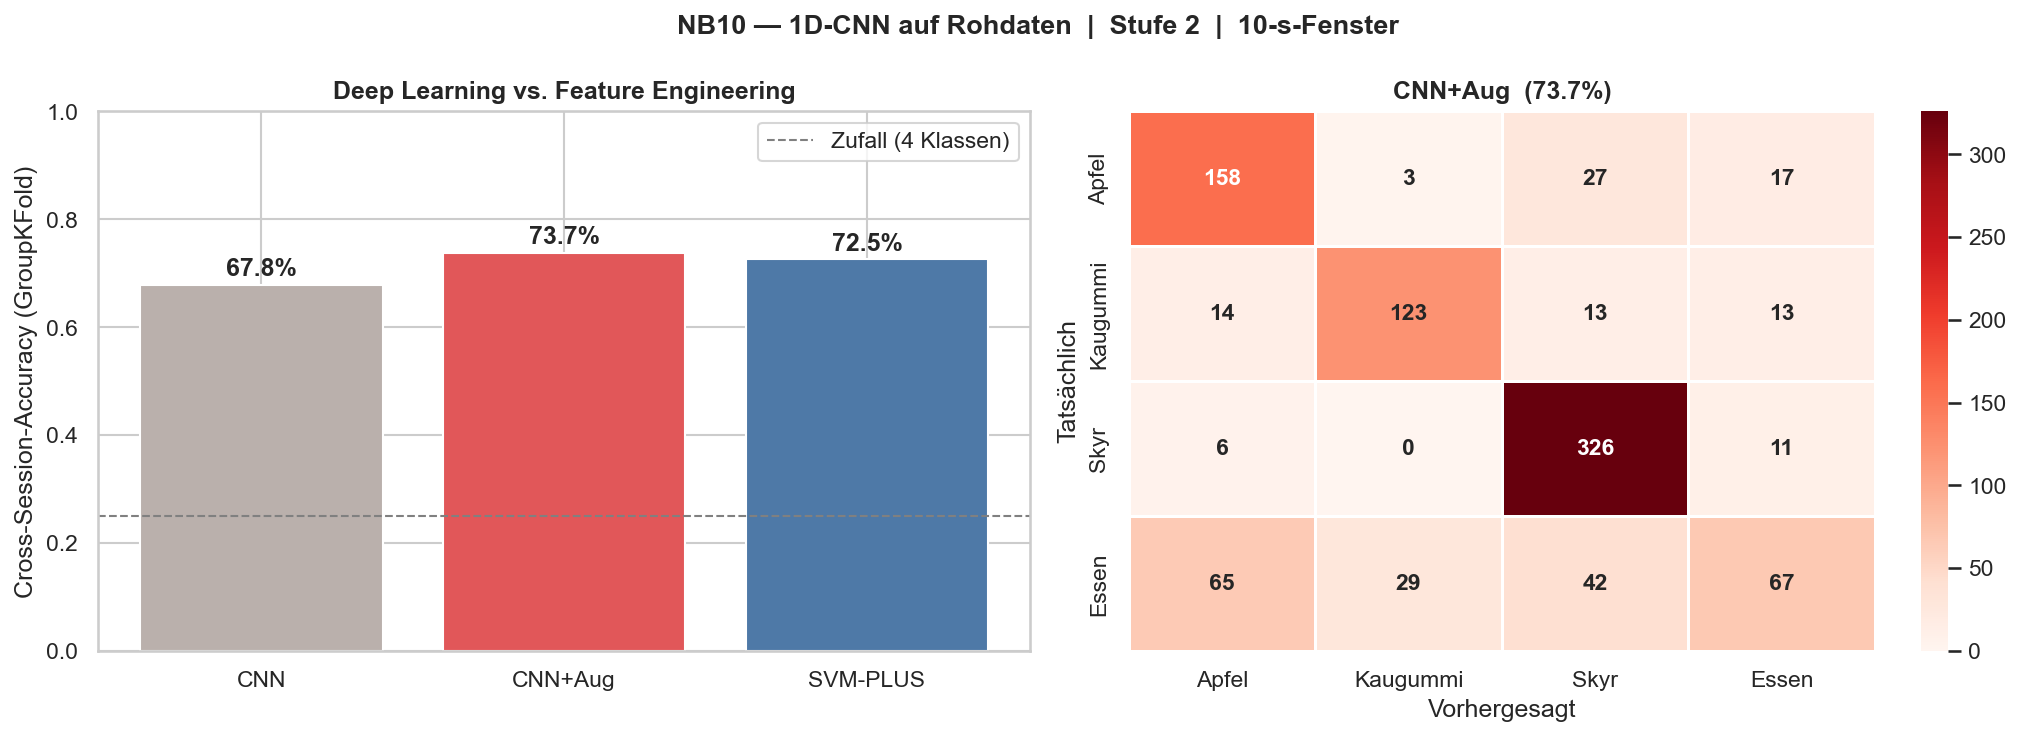 NB10 — 1D-CNN auf Rohdaten | Stufe 2 | 10-s-Fenster
Deep Learning vs. Feature Engineering
Cross-Session-Accuracy (GroupKFold)
1.0
0.8
0.6
0.4
0.2
0.0
Zufall (4 Klassen)
67.8%
73.7%
72.5%
CNN
CNN+Aug
SVM-PLUS
CNN+Aug (73.7%)
Tatsächlich
Apfel
158
3
27
17
Kaugummi
14
123
13
13
Skyr
6
0
326
11
Essen
65
29
42
67
Apfel
Kaugummi
Skyr
Essen
Vorhergesagt
300
250
200
150
100
50
0